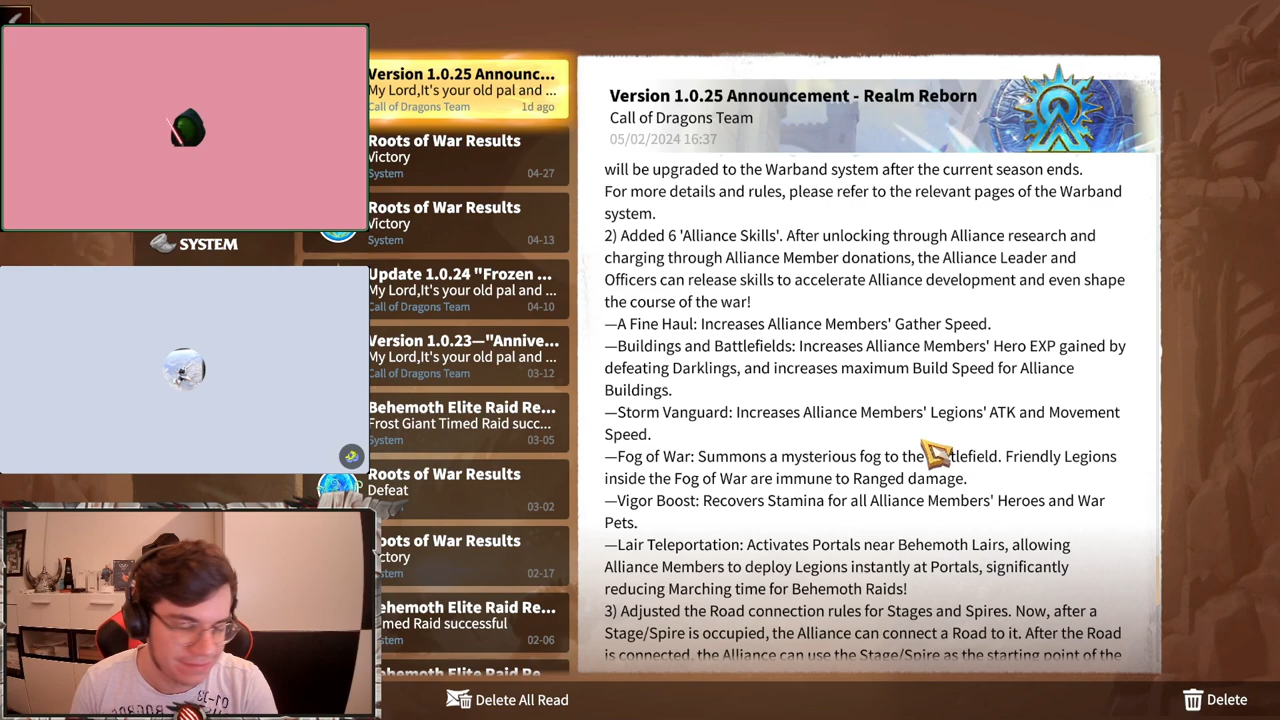 SYSTEM
Version 1.0.25 Announc...
My Lord,It's your old pal and ...
Call of Dragons Team 1d ago
Roots of War Results
Victory
System 04-27
Roots of War Results
Victory
System 04-13
Update 1.0.24 "Frozen ...
My Lord,It's your old pal and ...
Call of Dragons Team 04-10
Version 1.0.23—"Annive...
My Lord,It's your old pal and ...
Call of Dragons Team 03-12
Behemoth Elite Raid Re...
Frost Giant Timed Raid succ...
System 03-05
Roots of War Results
Defeat
03-02
oots of War Results
ctory
stem 02-17
ehemoth Elite Raid Re...
med Raid successful
stem 02-06
Delete All Read
Version 1.0.25 Announcement - Realm Reborn
Call of Dragons Team
05/02/2024 16:37
will be upgraded to the Warband system after the current season ends.
For more details and rules, please refer to the relevant pages of the Warband
system.
2) Added 6 'Alliance Skills'. After unlocking through Alliance research and
charging through Alliance Member donations, the Alliance Leader and
Officers can release skills to accelerate Alliance development and even shape
the course of the war!
—A Fine Haul: Increases Alliance Members' Gather Speed.
—Buildings and Battlefields: Increases Alliance Members' Hero EXP gained by
defeating Darklings, and increases maximum Build Speed for Alliance
Buildings.
—Storm Vanguard: Increases Alliance Members' Legions' ATK and Movement
Speed.
—Fog of War: Summons a mysterious fog to the tlefield. Friendly Legions
inside the Fog of War are immune to Ranged damage.
—Vigor Boost: Recovers Stamina for all Alliance Members' Heroes and War
Pets.
—Lair Teleportation: Activates Portals near Behemoth Lairs, allowing
Alliance Members to deploy Legions instantly at Portals, significantly
reducing Marching time for Behemoth Raids!
3) Adjusted the Road connection rules for Stages and Spires. Now, after a
Stage/Spire is occupied, the Alliance can connect a Road to it. After the Road
is connected, the Alliance can use the Stage/Spire as the starting point of the
Delete